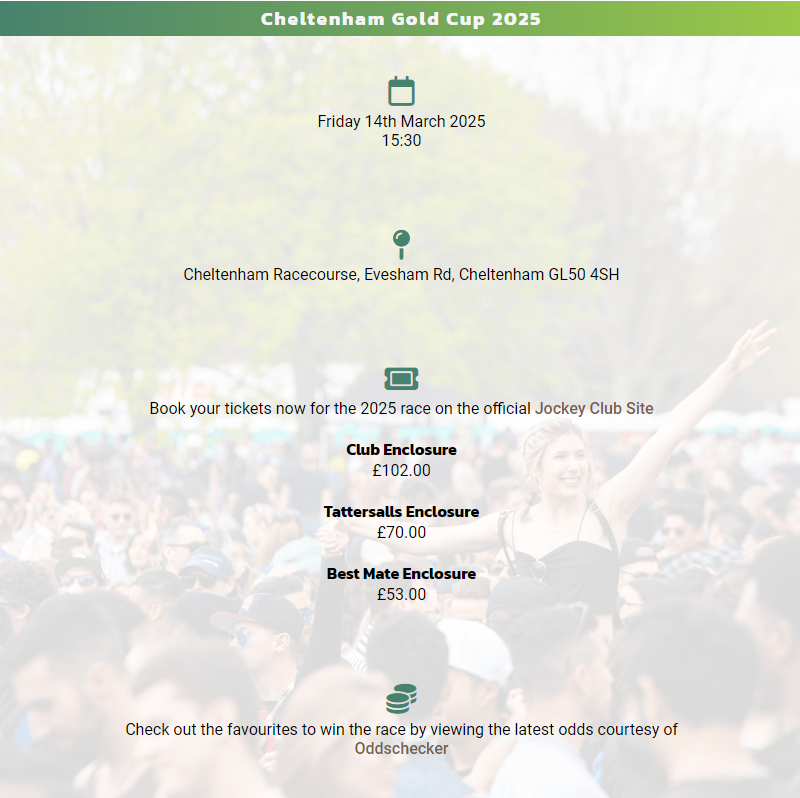 Cheltenham Gold Cup 2025
Friday 14th March 2025
15:30
Cheltenham Racecourse, Evesham Rd, Cheltenham GL50 4SH
Book your tickets now for the 2025 race on the official Jockey Club Site
Club Enclosure
£102.00
Tattersalls Enclosure
£70.00
Best Mate Enclosure
£53.00
Check out the favourites to win the race by viewing the latest odds courtesy of
Oddschecker